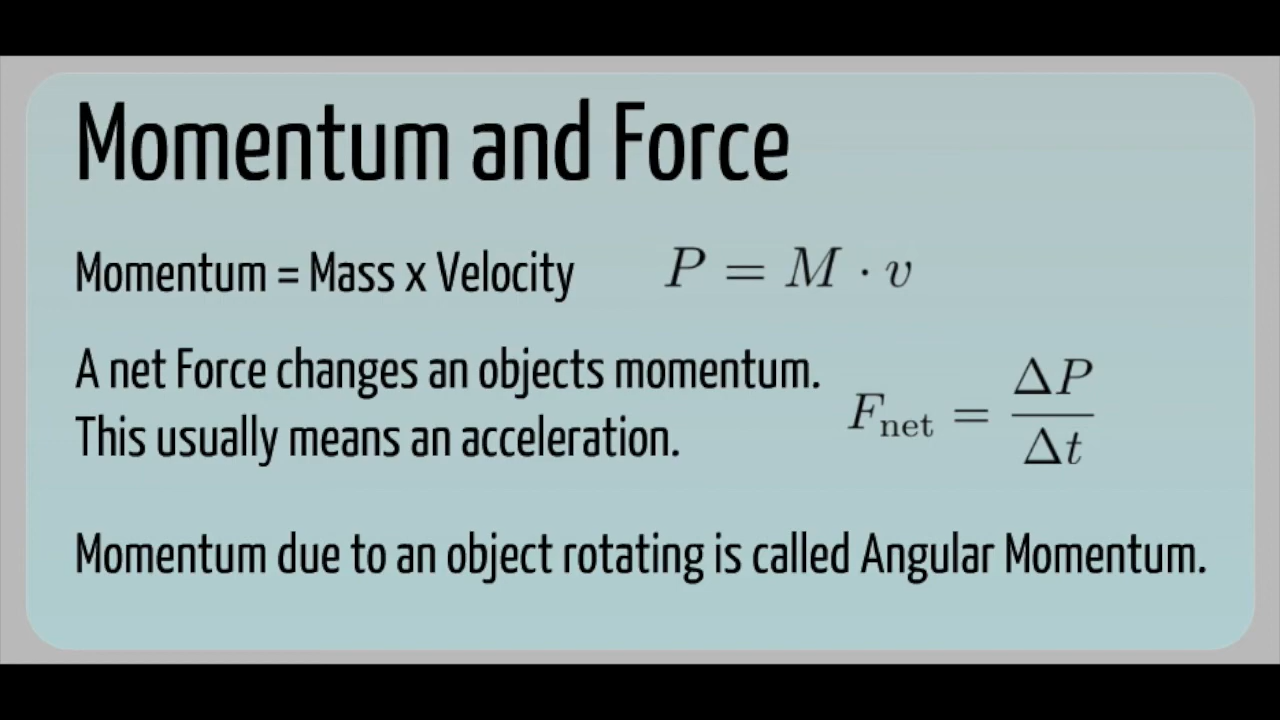 Momentum and Force
Momentum = Mass x Velocity
P = M · v
A net Force changes an objects momentum.
This usually means an acceleration.
F_net = ΔP / Δt
Momentum due to an object rotating is called Angular Momentum.